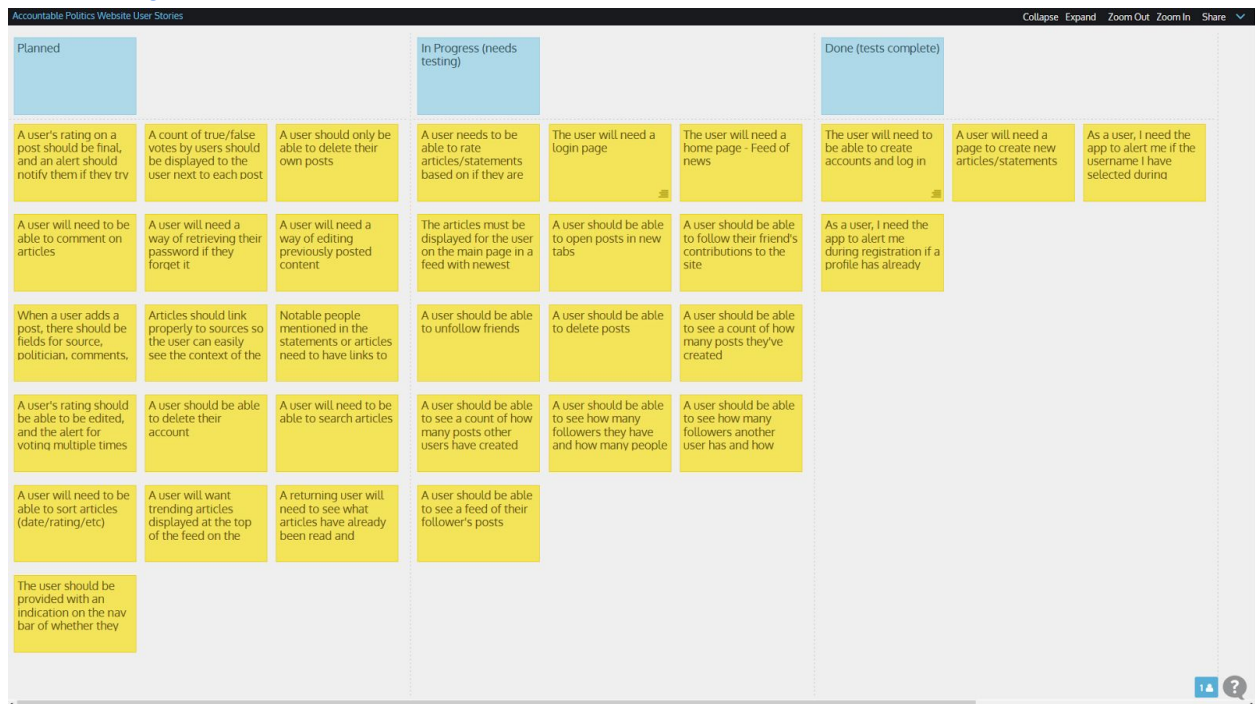 Accountable Politics Website User Stories
Collapse Expand Zoom Out Zoom In Share
Planned
In Progress (needs
testing)
Done (tests complete)
A user's rating on a
post should be final,
and an alert should
notify them if they try
A count of true/false
votes by users should
be displayed to the
user next to each post
A user should only be
able to delete their
own posts
A user needs to be
able to rate
articles/statements
based on if they are
The user will need a
login page
The user will need a
home page - Feed of
news
The user will need to
be able to create
accounts and log in
A user will need a
page to create new
articles/statements
As a user, I need the
app to alert me if the
username I have
selected during
A user will need to be
able to comment on
articles
A user will need a
way of retrieving their
password if they
forget it
A user will need a
way of editing
previously posted
content
The articles must be
displayed for the user
on the main page in a
feed with newest
A user should be able
to open posts in new
tabs
A user should be able
to follow their friend's
contributions to the
site
As a user, I need the
app to alert me
during registration if a
profile has already
When a user adds a
post, there should be
fields for source,
politician, comments,
Articles should link
properly to sources so
the user can easily
see the context of the
Notable people
mentioned in the
statements or articles
need to have links to
A user should be able
to unfollow friends
A user should be able
to delete posts
A user should be able
to see a count of how
many posts they've
created
A user's rating should
be able to be edited,
and the alert for
voting multiple times
A user should be able
to delete their
account
A user will need to be
able to search articles
A user should be able
to see a count of how
many posts other
users have created
A user should be able
to see how many
followers they have
and how many people
A user should be able
to see how many
followers another
user has and how
A user will need to be
able to sort articles
(date/rating/etc)
A user will want
trending articles
displayed at the top
of the feed on the
A returning user will
need to see what
articles have already
been read and
A user should be able
to see a feed of their
follower's posts
The user should be
provided with an
indication on the nav
bar of whether they
1
?